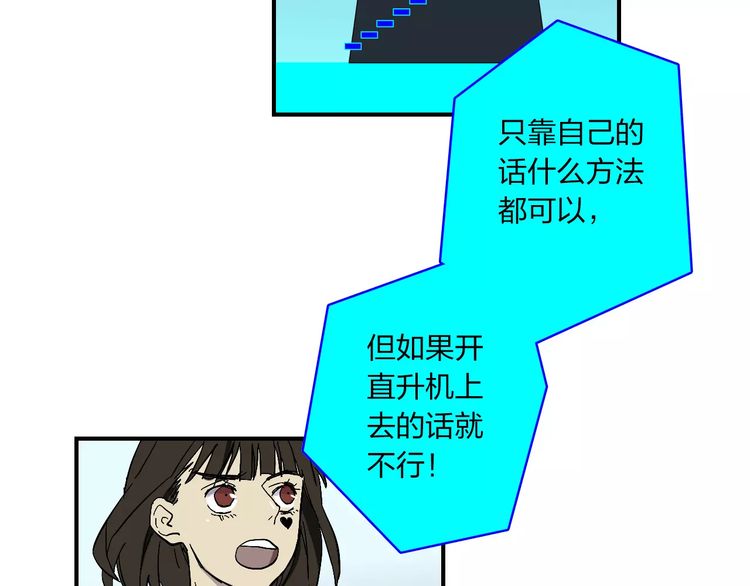 只靠自己的
话什么方法
都可以，
但如果开
直升机上
去的话就
不行！